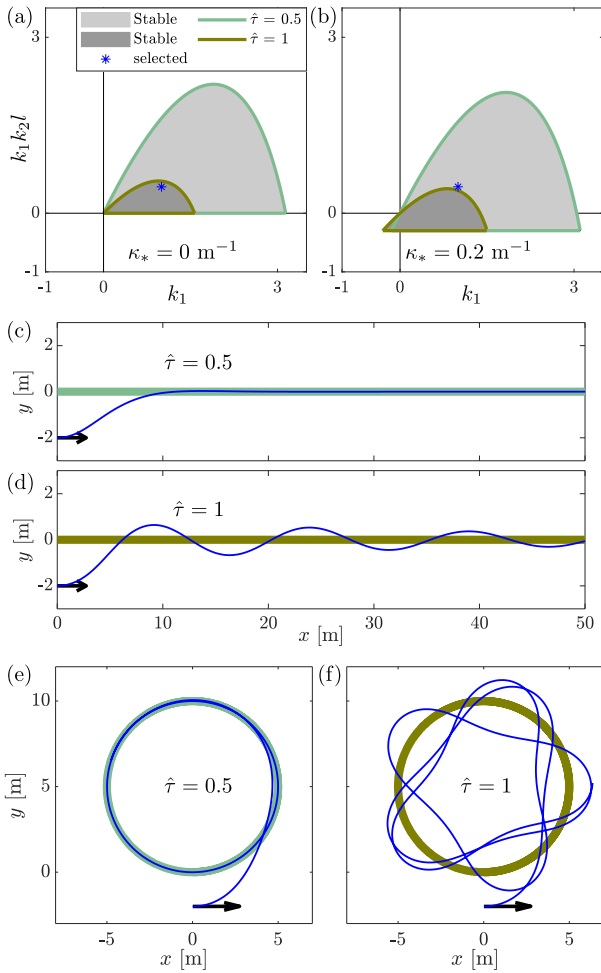 (a)
Stable
τ̂ = 0.5
Stable
τ̂ = 1
selected
(b)
3
0
-1
k₁k₂l
κ* = 0 m⁻¹
-1
0
3
k₁
3
0
-1
κ* = 0.2 m⁻¹
-1
0
3
k₁
(c)
2
0
-2
y [m]
τ̂ = 0.5
(d)
2
0
-2
y [m]
τ̂ = 1
0
10
20
30
40
50
x [m]
(e)
10
5
0
y [m]
τ̂ = 0.5
-5
0
5
x [m]
(f)
τ̂ = 1
-5
0
5
x [m]